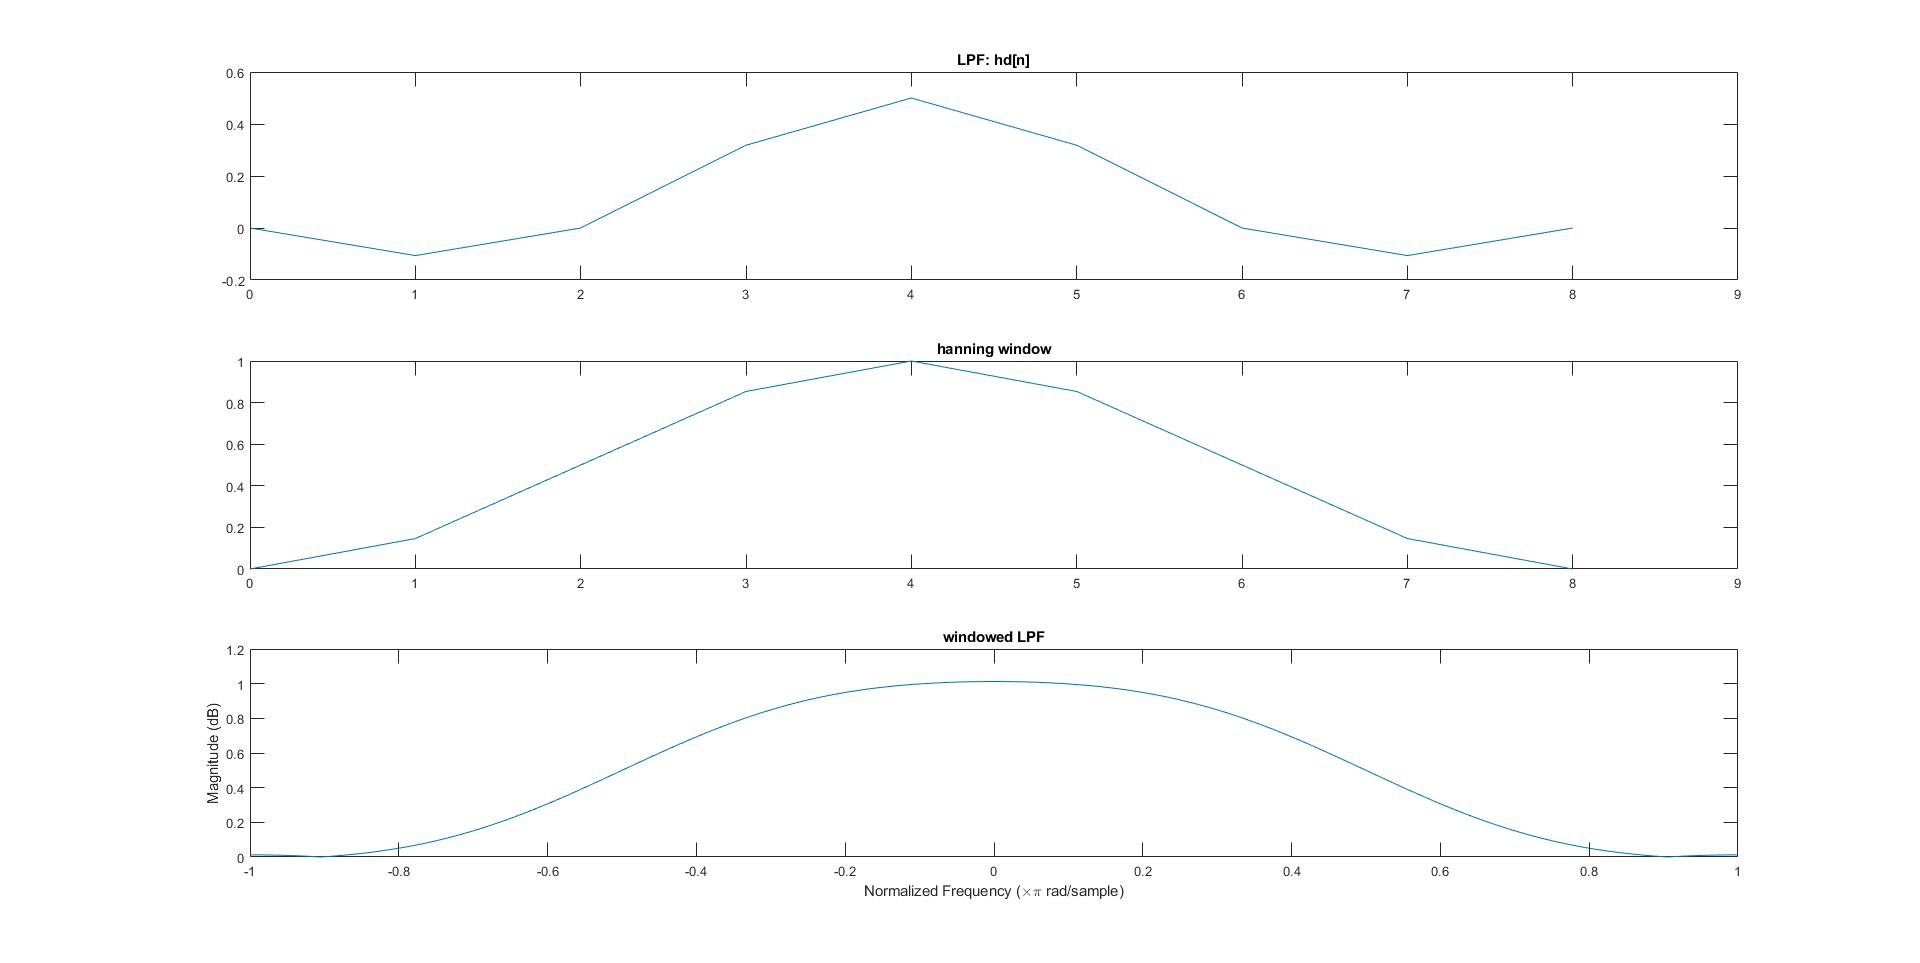 LPF: hd[n]
0.6
0.4
0.2
0
-0.2
0 1 2 3 4 5 6 7 8 9
hanning window
1
0.8
0.6
0.4
0.2
0
0 1 2 3 4 5 6 7 8 9
windowed LPF
1.2
1
0.8
0.6
0.4
0.2
0
Magnitude (dB)
-1 -0.8 -0.6 -0.4 -0.2 0 0.2 0.4 0.6 0.8 1
Normalized Frequency (×π rad/sample)